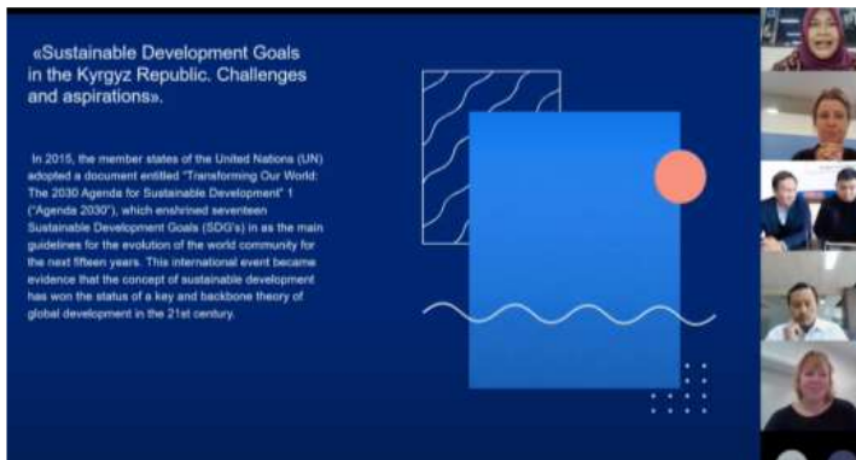 «Sustainable Development Goals
in the Kyrgyz Republic. Challenges
and aspirations».
In 2015, the member states of the United Nations (UN)
adopted a document entitled "Transforming Our World:
The 2030 Agenda for Sustainable Development" 1
("Agenda 2030"), which enshrined seventeen
Sustainable Development Goals (SDG's) in as the main
guidelines for the evolution of the world community for
the next fifteen years. This international event became
evidence that the concept of sustainable development
has won the status of a key and backbone theory of
global development in the 21st century.